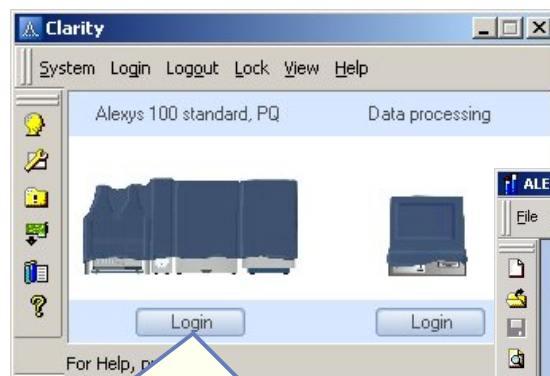 Clarity
System Login Logout Lock View Help
Alexys 100 standard, PQ Data processing
ALE
File
Login Login
For Help, pr